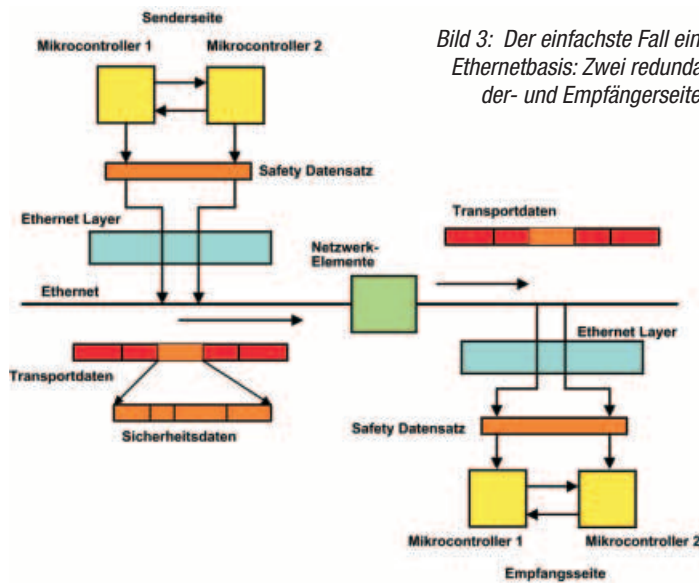 Senderseite
Mikrocontroller 1 Mikrocontroller 2
Bild 3: Der einfachste Fall ein
Ethernetbasis: Zwei redunda
der- und Empfängerseite
Safety Datensatz
Ethernet Layer
Transportdaten
Netzwerk-
Elemente
Ethernet
Ethernet Layer
Transportdaten
Sicherheitsdaten
Safety Datensatz
Mikrocontroller 1 Mikrocontroller 2
Empfangsseite